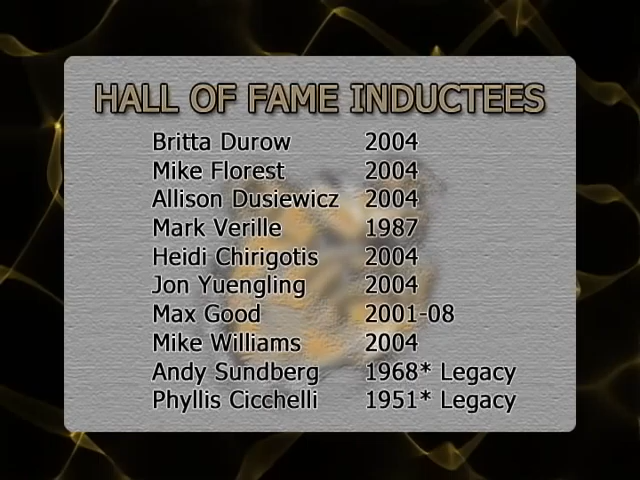 HALL OF FAME INDUCTEES
Britta Durow 2004
Mike Florest 2004
Allison Dusiewicz 2004
Mark Verille 1987
Heidi Chirigotis 2004
Jon Yuengling 2004
Max Good 2001-08
Mike Williams 2004
Andy Sundberg 1968* Legacy
Phyllis Cicchelli 1951* Legacy